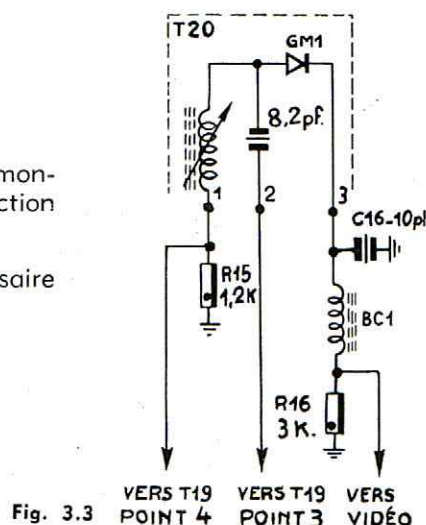 T20
GM1
8,2pf.
mon-
ction
saire
1
2
3
C16-10pf
R15
1,2K
BC1
R16
3 K.
Fig. 3.3
VERS T19
POINT 4
VERS T19
POINT 3
VERS
VIDÉO